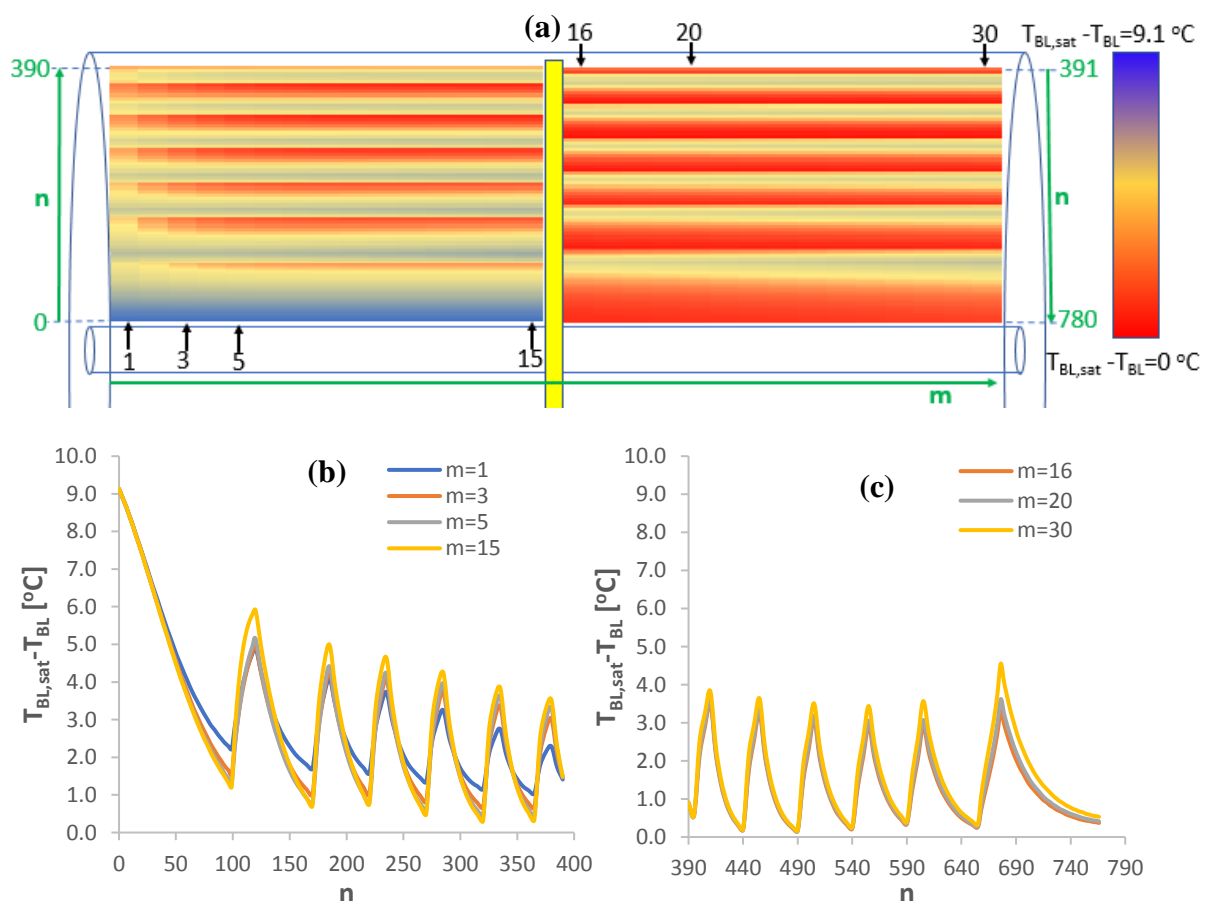 (a)
16 20 30
T_BL,sat -T_BL=9.1 °C
390 391
n n
0 780
1 3 5 15
T_BL,sat -T_BL=0 °C
m
(b)
m=1
m=3
m=5
m=15
T_BL,sat-T_BL [°C]
10.0
9.0
8.0
7.0
6.0
5.0
4.0
3.0
2.0
1.0
0.0
0 50 100 150 200 250 300 350 400
n
(c)
m=16
m=20
m=30
T_BL,sat-T_BL [°C]
10.0
9.0
8.0
7.0
6.0
5.0
4.0
3.0
2.0
1.0
0.0
390 440 490 540 590 640 690 740 790
n